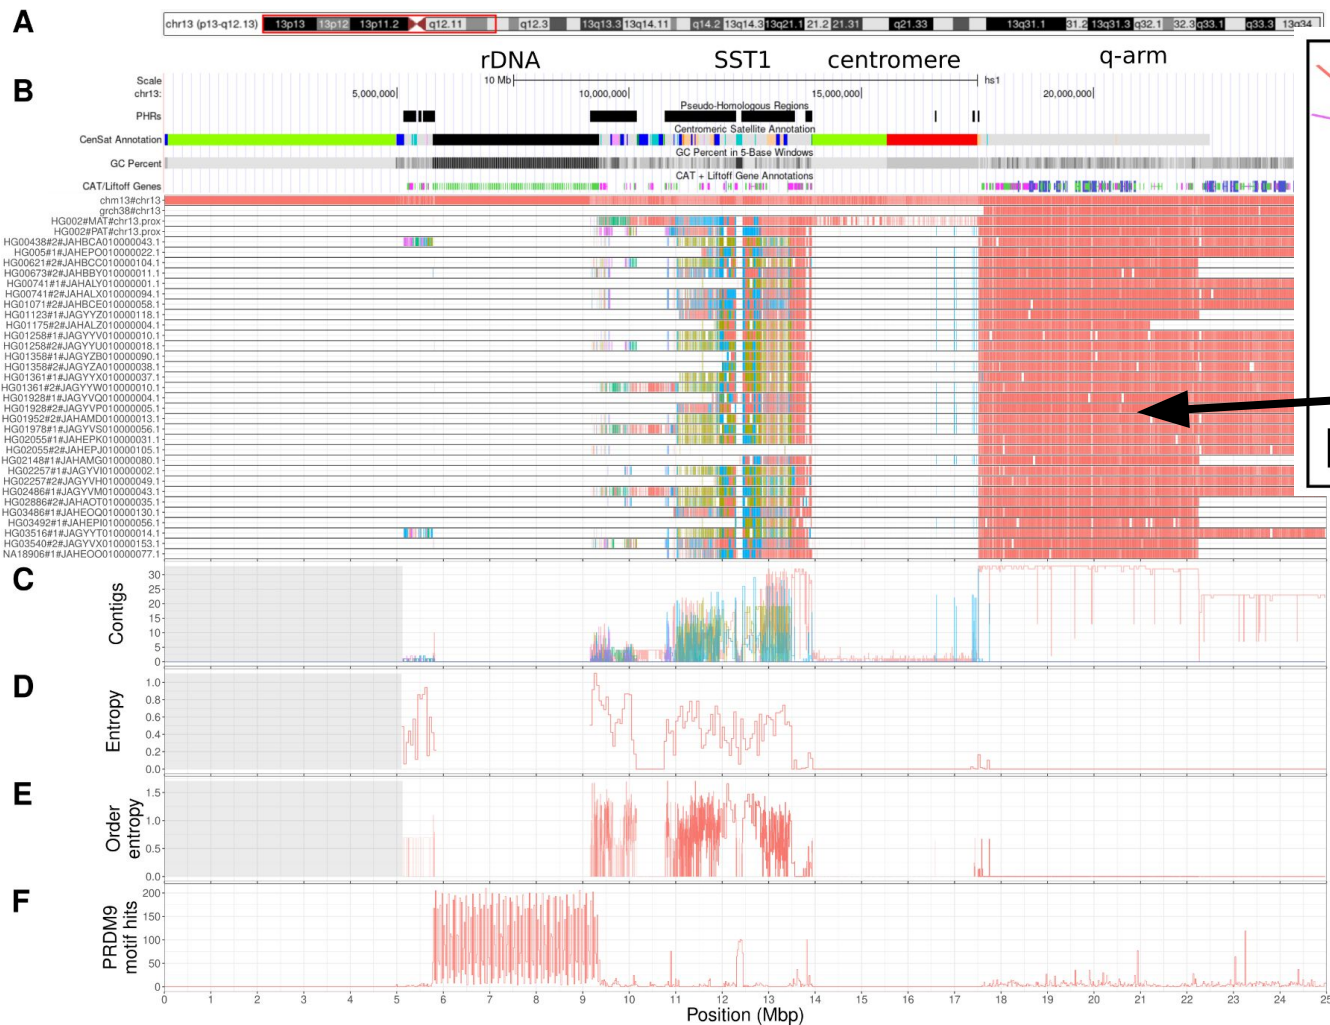 A
chr13 (p13-q12.13) 13p13 13p12 13p11.2 q12.11 q12.3 13q13.3 13q14.11 q14.2 13q14.3 13q21.1 21.2 21.31 q21.33 13q31.1 31.2 13q31.3 q32.1 32.3 q33.1 q33.3 13q34
rDNA SST1 centromere q-arm
B
Scale 10 Mb hs1
chr13: 5,000,000 10,000,000 15,000,000 20,000,000
Pseudo-Homologous Regions
PHRs
Centromeric Satellite Annotation
CenSat Annotation
GC Percent in 5-Base Windows
GC Percent
CAT + Liftoff Gene Annotations
CAT/Liftoff Genes
chm13#chr13
grch38#chr13
HG002#MAT#chr13.prox
HG002#PAT#chr13.prox
HG00438#2#JAHBCA010000043.1
HG005#1#JAHEPO010000022.1
HG00621#2#JAHBCC010000104.1
HG00673#2#JAHBBY010000011.1
HG00741#1#JAHALY010000001.1
HG00741#2#JAHALX010000094.1
HG01071#2#JAHBCE010000058.1
HG01123#1#JAGYYZ010000118.1
HG01175#2#JAHALZ010000004.1
HG01258#1#JAGYYV010000010.1
HG01258#2#JAGYYU010000018.1
HG01358#1#JAGYZB010000090.1
HG01358#2#JAGYZA010000038.1
HG01361#1#JAGYYX010000037.1
HG01361#2#JAGYYW010000010.1
HG01928#1#JAGYVQ010000004.1
HG01928#2#JAGYVP010000005.1
HG01952#2#JAHAMD010000013.1
HG01978#1#JAGYVS010000056.1
HG02055#1#JAHEPK010000031.1
HG02055#2#JAHEPJ010000105.1
HG02148#1#JAHAMG010000080.1
HG02257#1#JAGYVI010000002.1
HG02257#2#JAGYVH010000049.1
HG02486#1#JAGYVM010000043.1
HG02886#2#JAHAOT010000035.1
HG03486#1#JAHEOQ010000130.1
HG03492#1#JAHEPI010000056.1
HG03516#1#JAGYYT010000014.1
HG03540#2#JAGYVX010000153.1
NA18906#1#JAHEOO010000077.1
C
Contigs
30
25
20
15
10
5
0
D
Entropy
1.0
0.8
0.6
0.4
0.2
0.0
E
Order
entropy
1.5
1.0
0.5
0.0
F
PRDM9
motif hits
200
150
100
50
0
0 1 2 3 4 5 6 7 8 9 10 11 12 13 14 15 16 17 18 19 20 21 22 23 24 25
Position (Mbp)